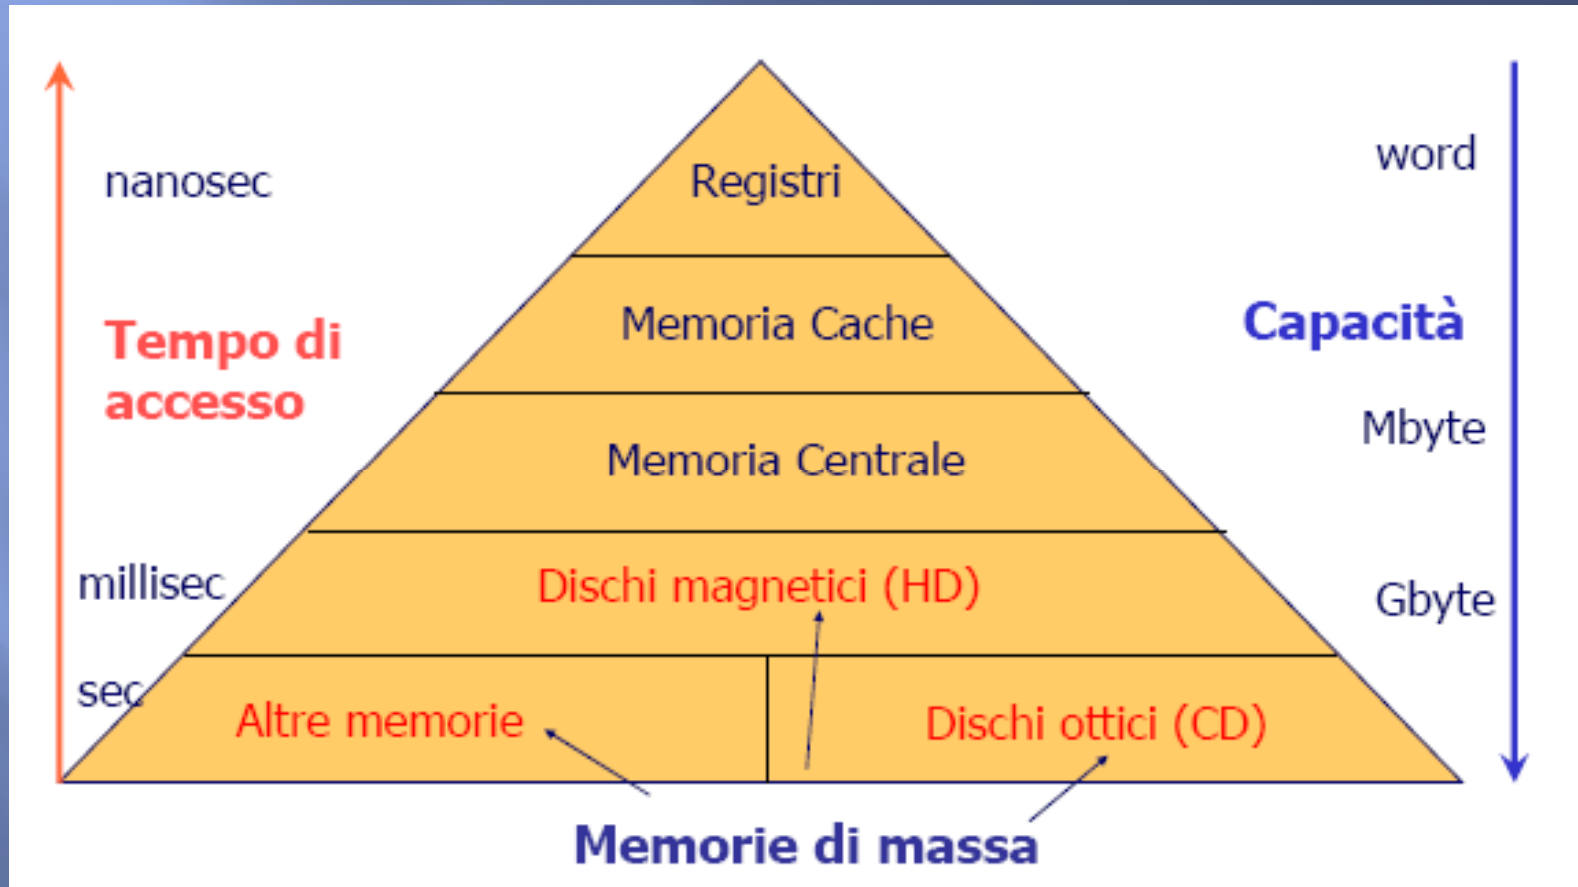 nanosec
Registri
word
Tempo di
accesso
Memoria Cache
Capacità
Memoria Centrale
Mbyte
millisec
Dischi magnetici (HD)
Gbyte
sec
Altre memorie
Dischi ottici (CD)
Memorie di massa